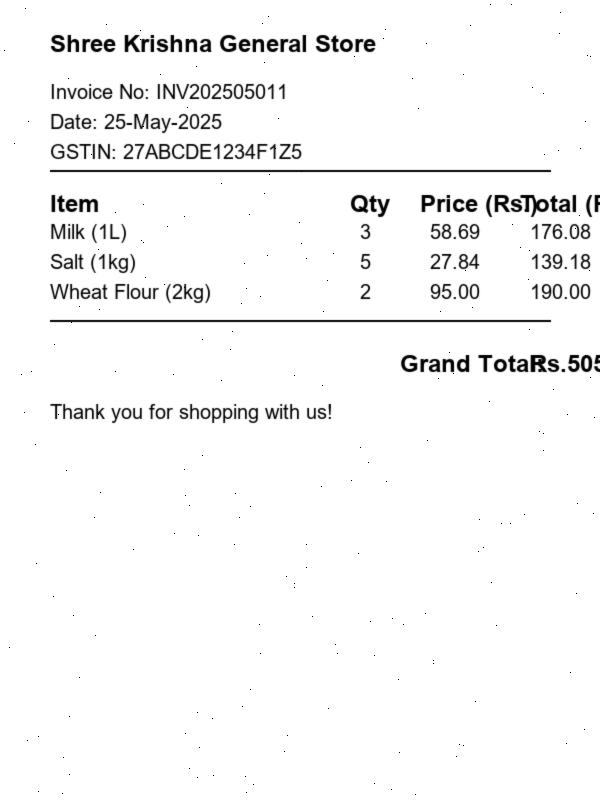 Shree Krishna General Store
Invoice No: INV202505011
Date: 25-May-2025
GSTIN: 27ABCDE1234F1Z5
Item Qty Price (Rs) Total (R
Milk (1L) 3 58.69 176.08
Salt (1kg) 5 27.84 139.18
Wheat Flour (2kg) 2 95.00 190.00
Grand Total Rs.505
Thank you for shopping with us!